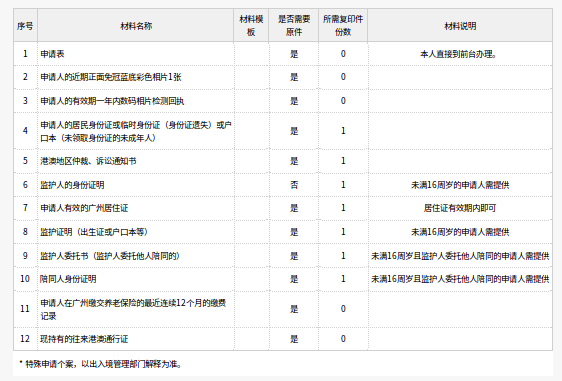 序号 材料名称 材料模板 是否需要原件 所需复印件份数 材料说明
1 申请表 是 0 本人直接到前台办理。
2 申请人的近期正面免冠蓝底彩色相片1张 是 0
3 申请人的有效期一年内数码相片检测回执 是 0
4 申请人的居民身份证或临时身份证（身份证遗失）或户 是 1
口本（未领取身份证的未成年人）
5 港澳地区仲裁、诉讼通知书 是 1
6 监护人的身份证明 否 1 未满16周岁的申请人需提供
7 申请人有效的广州居住证 是 1 居住证有效期内即可
8 监护证明（出生证或户口本等） 是 1 未满16周岁的申请人需提供
9 监护人委托书（监护人委托他人陪同的） 是 1 未满16周岁且监护人委托他人陪同的申请人需提供
10 陪同人身份证明 是 1 未满16周岁且监护人委托他人陪同的申请人需提供
11 申请人在广州缴交养老保险的最近连续12个月的缴费 是 0
记录
12 现持有的往来港澳通行证 是 0
* 特殊申请个案，以出入境管理部门解释为准。